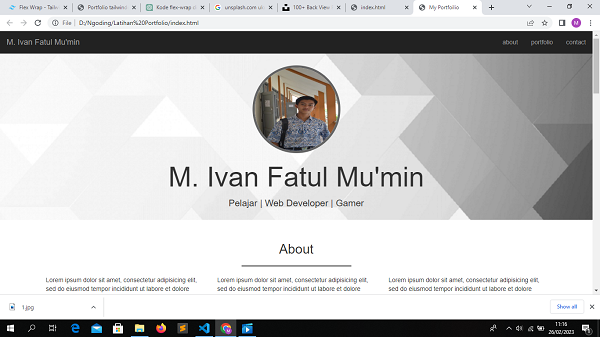 Flex Wrap - Tailw
Portfolio tailwind
Kode flex-wrap u
unsplash.com uk
100+ Back View
index.html
My Portfolio
File D:/Ngoding/Latihan%20Portfolio/index.html
M
M. Ivan Fatul Mu'min
about
portfolio
contact
M. Ivan Fatul Mu'min
Pelajar | Web Developer | Gamer
About
Lorem ipsum dolor sit amet, consectetur adipisicing elit,
sed do eiusmod tempor incididunt ut labore et dolore
Lorem ipsum dolor sit amet, consectetur adipisicing elit,
sed do eiusmod tempor incididunt ut labore et dolore
Lorem ipsum dolor sit amet, consectetur adipisicing elit,
sed do eiusmod tempor incididunt ut labore et dolore
1.jpg
Show all
11:16
26/02/2023